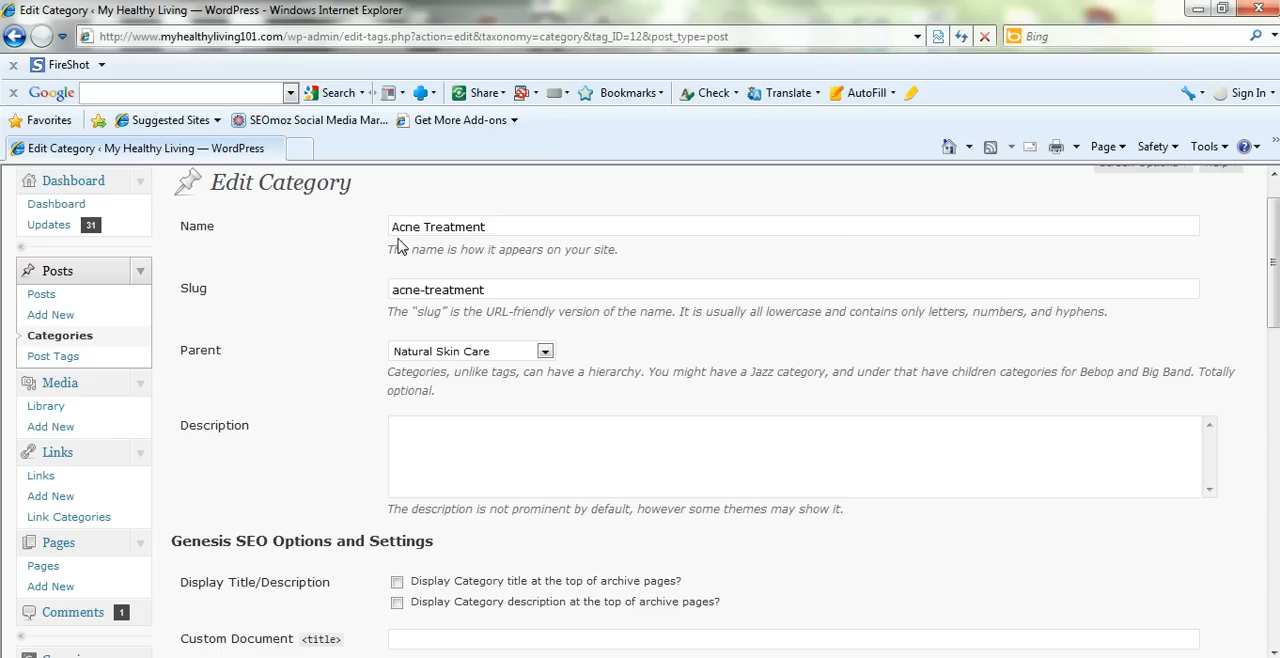 Edit Category ‹ My Healthy Living — WordPress - Windows Internet Explorer
http://www.myhealthyliving101.com/wp-admin/edit-tags.php?action=edit&taxonomy=category&tag_ID=12&post_type=post
Bing
x FireShot
x Google Search Share Bookmarks Check Translate AutoFill Sign In
Favorites Suggested Sites SEOmoz Social Media Mar... Get More Add-ons
Edit Category ‹ My Healthy Living — WordPress
Page Safety Tools
Dashboard
Edit Category
Dashboard
Updates 31
Name Acne Treatment
The name is how it appears on your site.
Posts
Posts
Add New
Categories
Post Tags
Slug acne-treatment
The “slug” is the URL-friendly version of the name. It is usually all lowercase and contains only letters, numbers, and hyphens.
Parent Natural Skin Care
Categories, unlike tags, can have a hierarchy. You might have a Jazz category, and under that have children categories for Bebop and Big Band. Totally
optional.
Media
Library
Add New
Description
Links
Links
Add New
Link Categories
The description is not prominent by default, however some themes may show it.
Pages
Pages
Add New
Comments 1
Genesis SEO Options and Settings
Display Title/Description Display Category title at the top of archive pages?
Display Category description at the top of archive pages?
Custom Document <title>